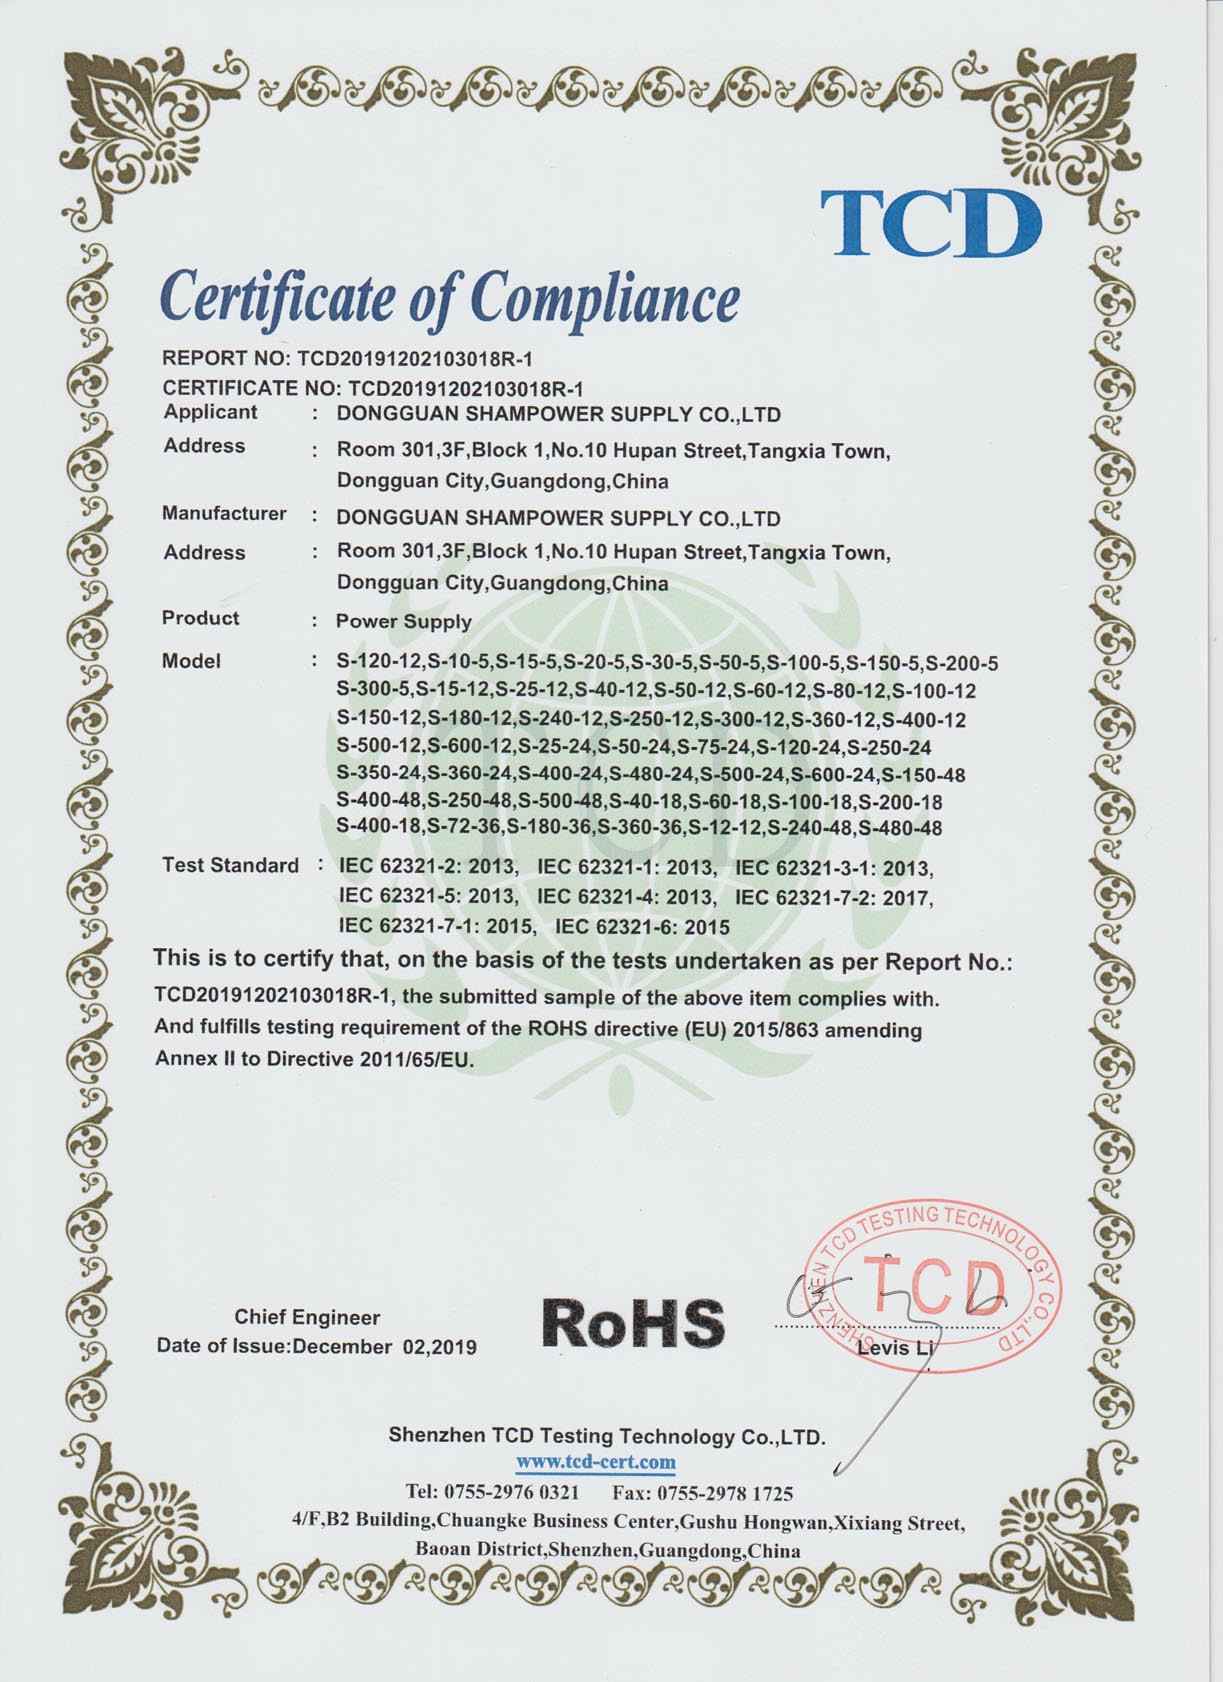 TCD
Certificate of Compliance
REPORT NO: TCD20191202103018R-1
CERTIFICATE NO: TCD20191202103018R-1
Applicant : DONGGUAN SHAMPOWER SUPPLY CO.,LTD
Address : Room 301,3F,Block 1,No.10 Hupan Street,Tangxia Town,
Dongguan City,Guangdong,China
Manufacturer : DONGGUAN SHAMPOWER SUPPLY CO.,LTD
Address : Room 301,3F,Block 1,No.10 Hupan Street,Tangxia Town,
Dongguan City,Guangdong,China
Product : Power Supply
Model : S-120-12,S-10-5,S-15-5,S-20-5,S-30-5,S-50-5,S-100-5,S-150-5,S-200-5
S-300-5,S-15-12,S-25-12,S-40-12,S-50-12,S-60-12,S-80-12,S-100-12
S-150-12,S-180-12,S-240-12,S-250-12,S-300-12,S-360-12,S-400-12
S-500-12,S-600-12,S-25-24,S-50-24,S-75-24,S-120-24,S-250-24
S-350-24,S-360-24,S-400-24,S-480-24,S-500-24,S-600-24,S-150-48
S-400-48,S-250-48,S-500-48,S-40-18,S-60-18,S-100-18,S-200-18
S-400-18,S-72-36,S-180-36,S-360-36,S-12-12,S-240-48,S-480-48
Test Standard : IEC 62321-2: 2013, IEC 62321-1: 2013, IEC 62321-3-1: 2013,
IEC 62321-5: 2013, IEC 62321-4: 2013, IEC 62321-7-2: 2017,
IEC 62321-7-1: 2015, IEC 62321-6: 2015
TCD
This is to certify that, on the basis of the tests undertaken as per Report No.:
TCD20191202103018R-1, the submitted sample of the above item complies with.
And fulfills testing requirement of the ROHS directive (EU) 2015/863 amending
Annex II to Directive 2011/65/EU.
SHENZHEN TCD TESTING TECHNOLOGY CO.,LTD
TCD
Chief Engineer
RoHS
Date of Issue:December 02,2019
Levis Li
Shenzhen TCD Testing Technology Co.,LTD.
www.tcd-cert.com
Tel: 0755-2976 0321 Fax: 0755-2978 1725
4/F,B2 Building,Chuangke Business Center,Gushu Hongwan,Xixiang Street,
Baoan District,Shenzhen,Guangdong,China